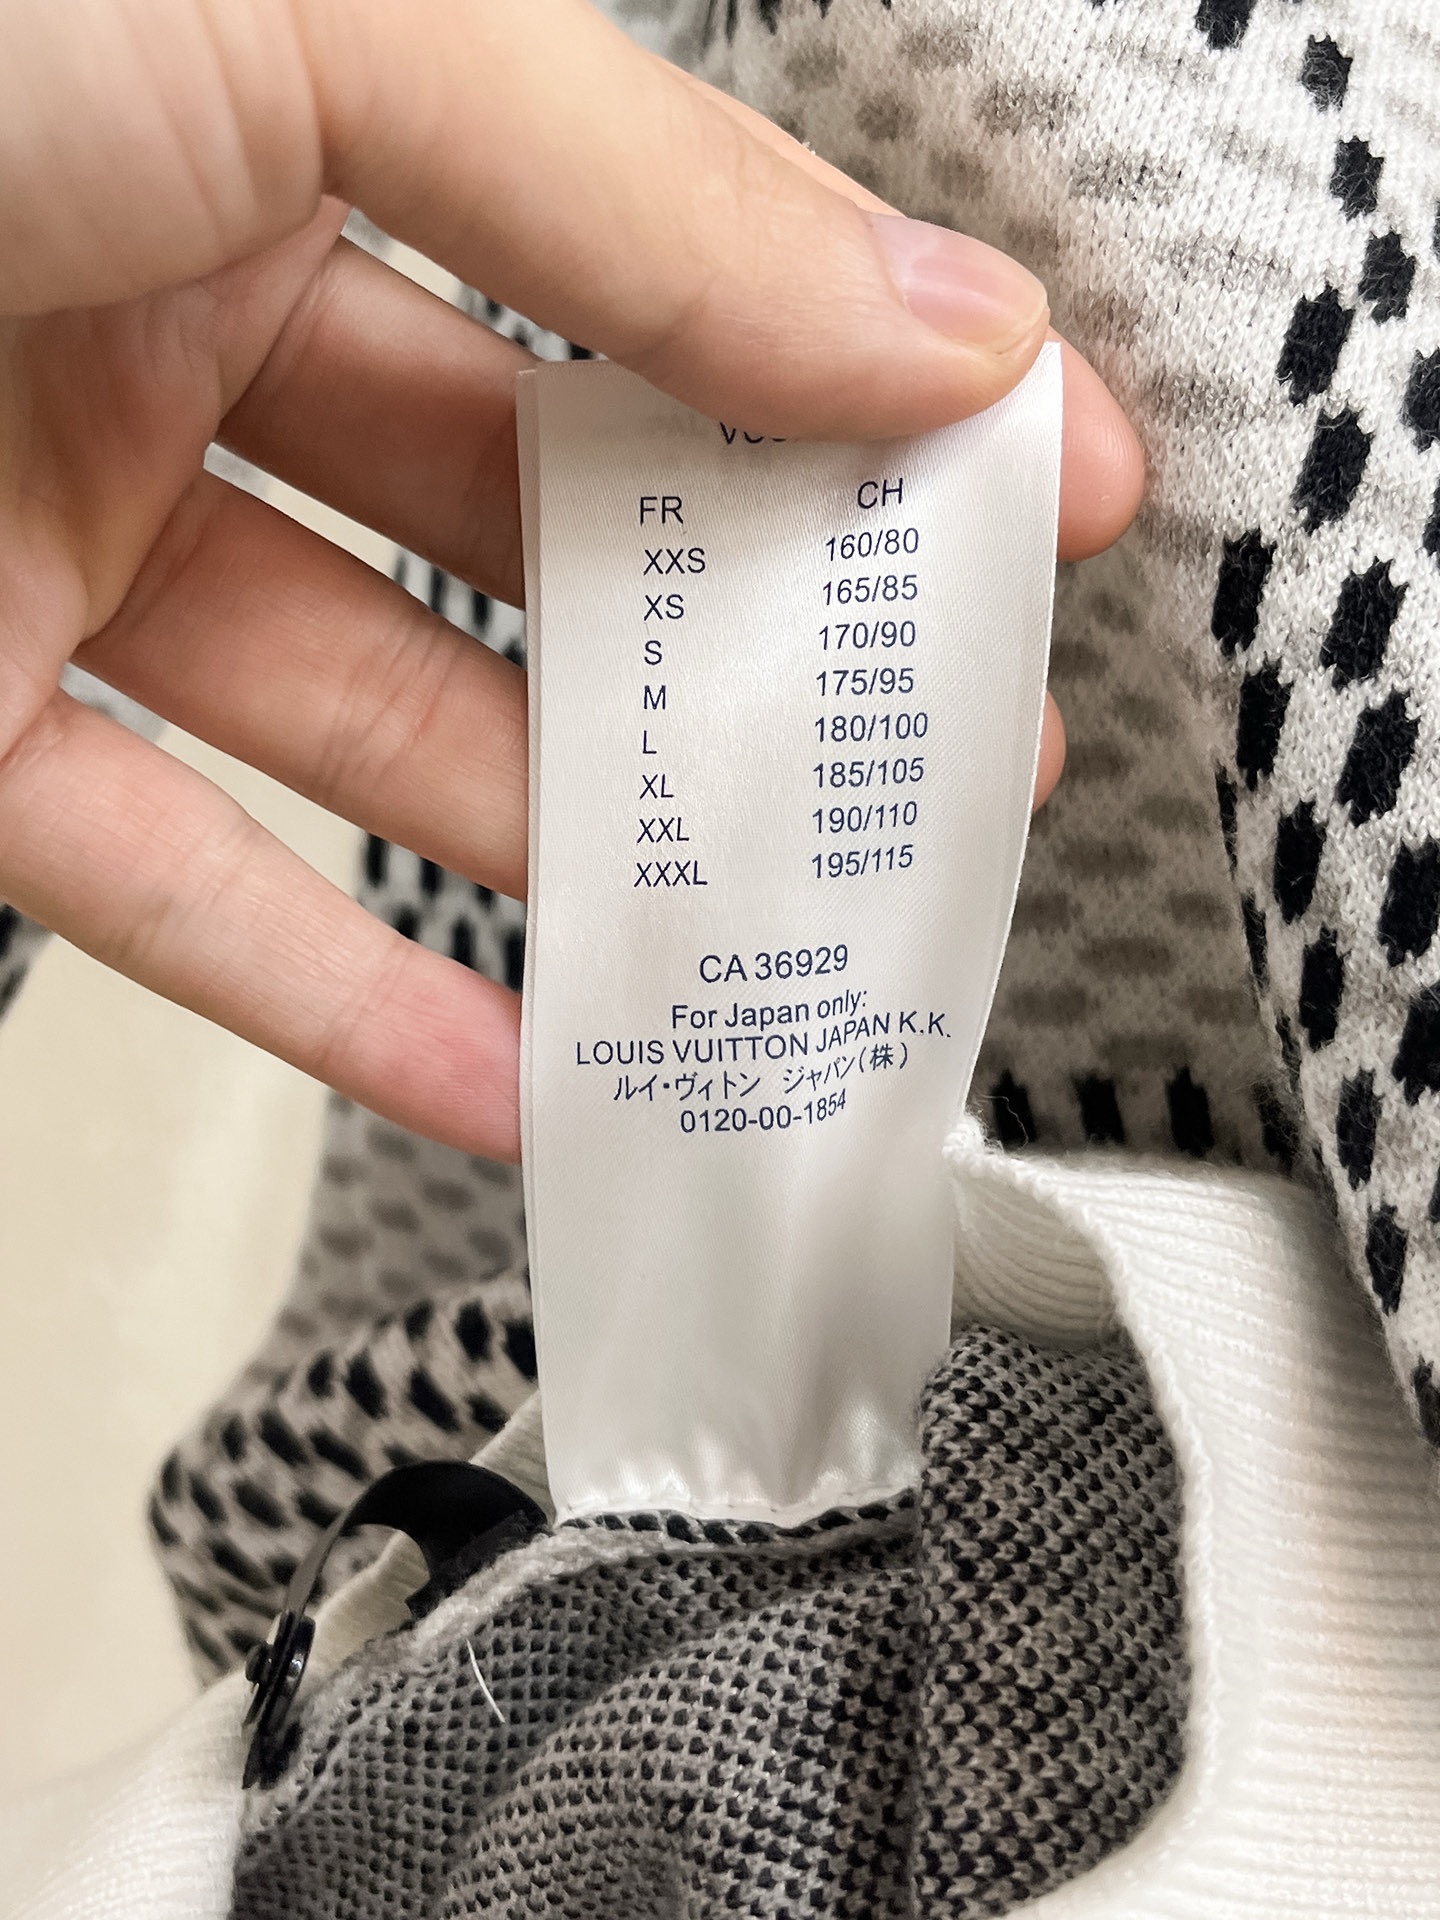 FR CH
XXS 160/80
XS 165/85
S 170/90
M 175/95
L 180/100
XL 185/105
XXL 190/110
XXXL 195/115
CA 36929
For Japan only:
LOUIS VUITTON JAPAN K.K.
ルイ・ヴィトン ジャパン(株)
0120-00-1854